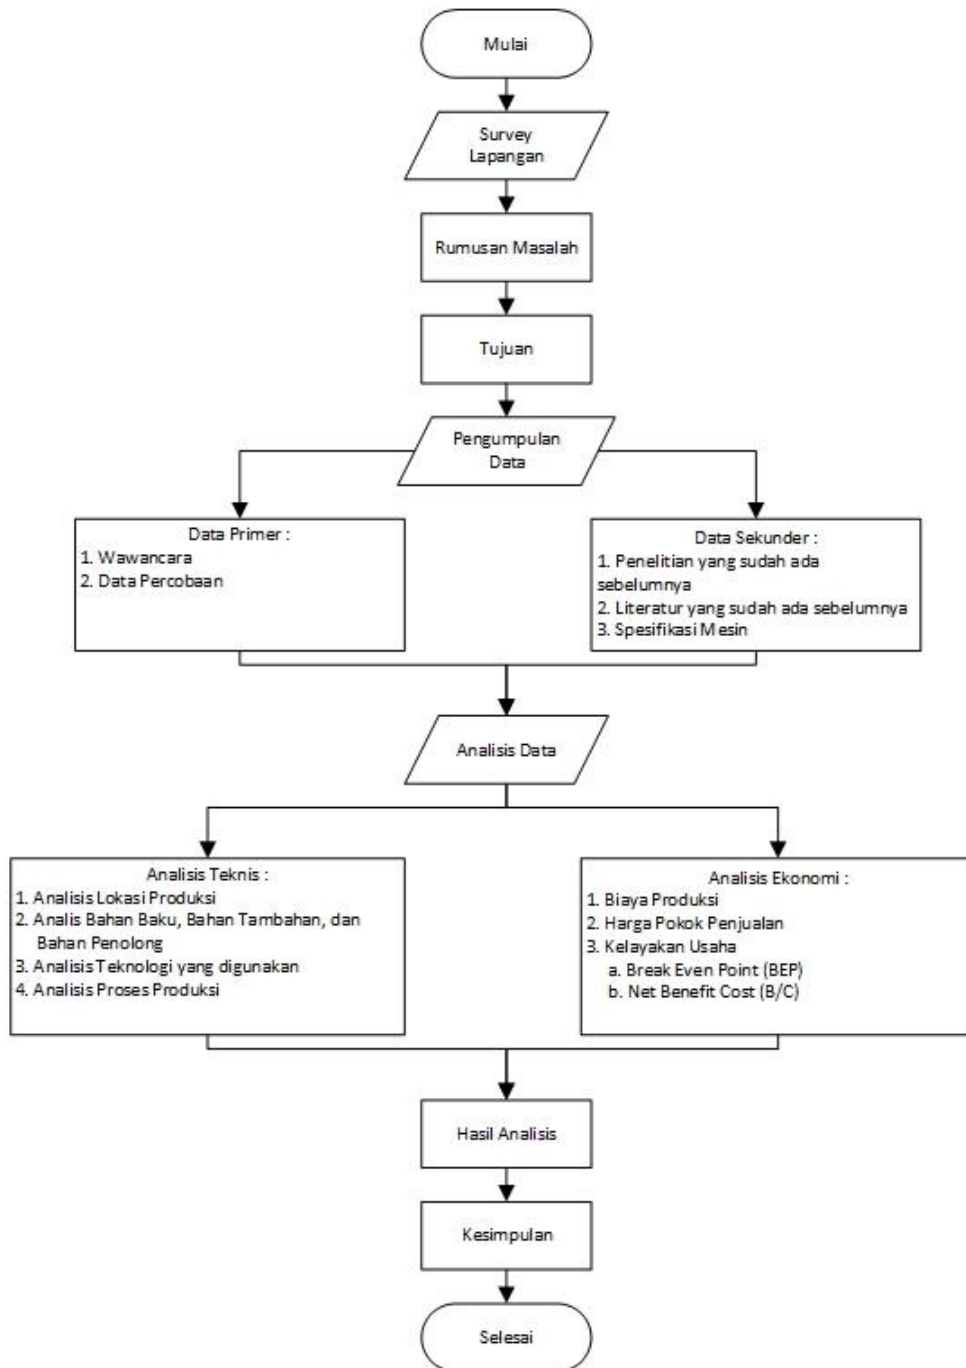 Mulai
Survey
Lapangan
Rumusan Masalah
Tujuan
Pengumpulan
Data
Data Primer :
1. Wawancara
2. Data Percobaan
Data Sekunder :
1. Penelitian yang sudah ada
sebelumnya
2. Literatur yang sudah ada sebelumnya
3. Spesifikasi Mesin
Analisis Data
Analisis Teknis :
1. Analisis Lokasi Produksi
2. Analis Bahan Baku, Bahan Tambahan, dan
Bahan Penolong
3. Analisis Teknologi yang digunakan
4. Analisis Proses Produksi
Analisis Ekonomi :
1. Biaya Produksi
2. Harga Pokok Penjualan
3. Kelayakan Usaha
a. Break Even Point (BEP)
b. Net Benefit Cost (B/C)
Hasil Analisis
Kesimpulan
Selesai